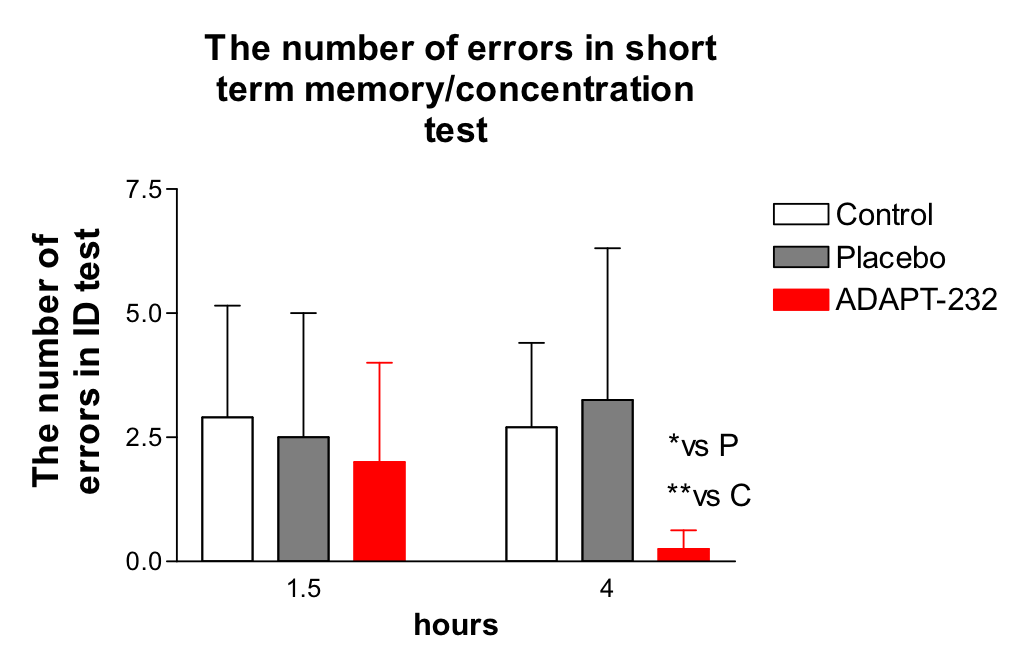 The number of errors in short
term memory/concentration
test
The number of
errors in ID test
7.5
5.0
2.5
0.0
*vs P
**vs C
1.5
4
hours
Control
Placebo
ADAPT-232